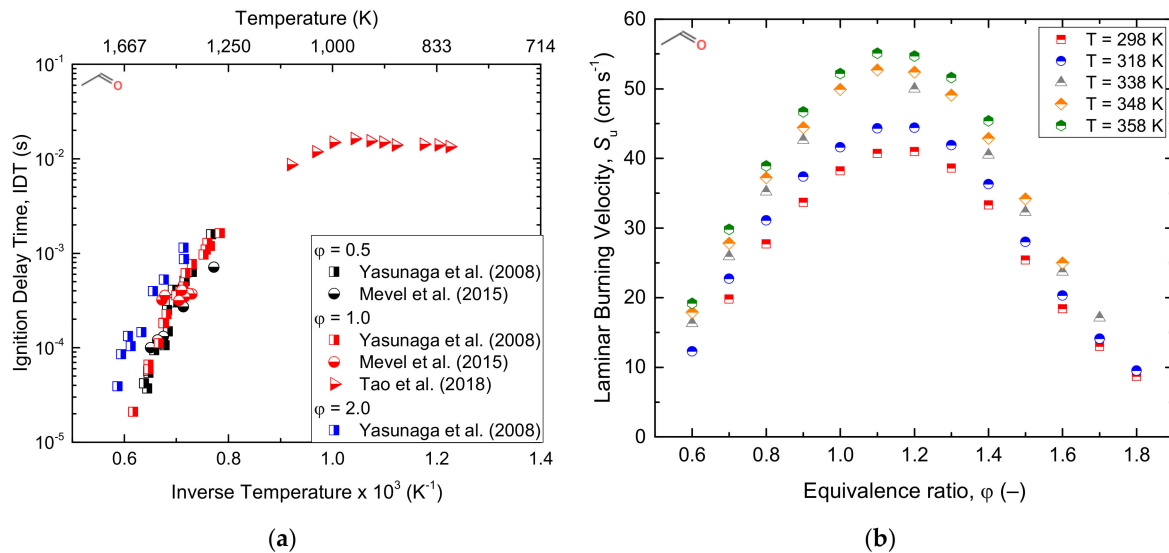 Temperature (K)
1,667 1,250 1,000 833 714
10⁻¹
10⁻²
10⁻³
10⁻⁴
10⁻⁵
Ignition Delay Time, IDT (s)
O
φ = 0.5
Yasunaga et al. (2008)
Mevel et al. (2015)
φ = 1.0
Yasunaga et al. (2008)
Mevel et al. (2015)
Tao et al. (2018)
φ = 2.0
Yasunaga et al. (2008)
0.6 0.8 1.0 1.2 1.4
Inverse Temperature x 10³ (K⁻¹)
(a)
60
50
40
30
20
10
0
Laminar Burning Velocity, Sᵤ (cm s⁻¹)
O
T = 298 K
T = 318 K
T = 338 K
T = 348 K
T = 358 K
0.6 0.8 1.0 1.2 1.4 1.6 1.8
Equivalence ratio, φ (–)
(b)